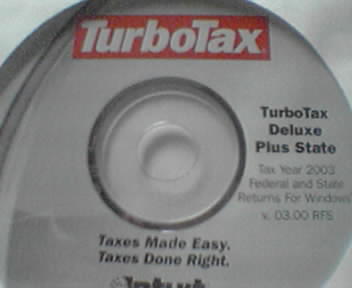 TurboTax
TurboTax
Deluxe
Plus State
Tax Year 2003
Federal and State
Returns For Windows
v. 03.00 RFS
Taxes Made Easy.
Taxes Done Right.